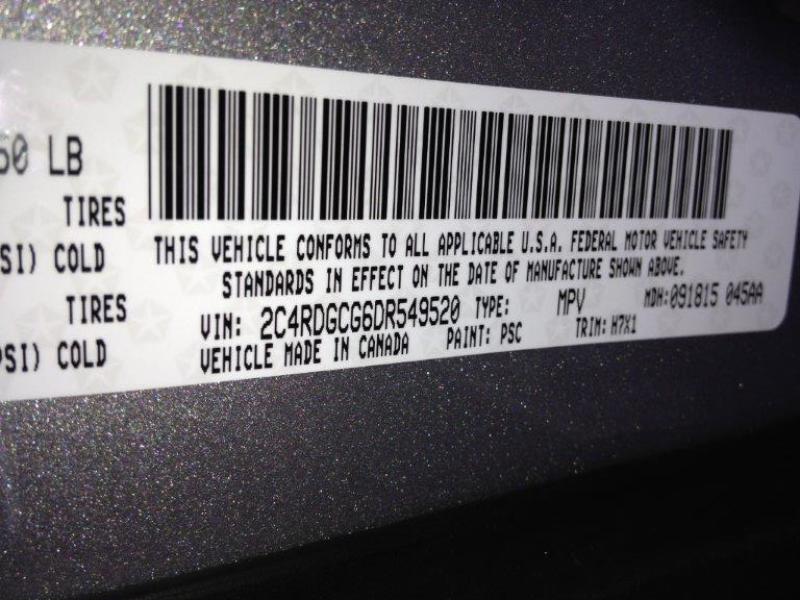 60 LB
TIRES
SI) COLD
TIRES
PSI) COLD
THIS VEHICLE CONFORMS TO ALL APPLICABLE U.S.A. FEDERAL MOTOR VEHICLE SAFETY
STANDARDS IN EFFECT ON THE DATE OF MANUFACTURE SHOWN ABOVE.
VIN: 2C4RDGCG6DR549520 TYPE: MPV MDH:091815 045AA
VEHICLE MADE IN CANADA PAINT: PSC TRIM: H7X1